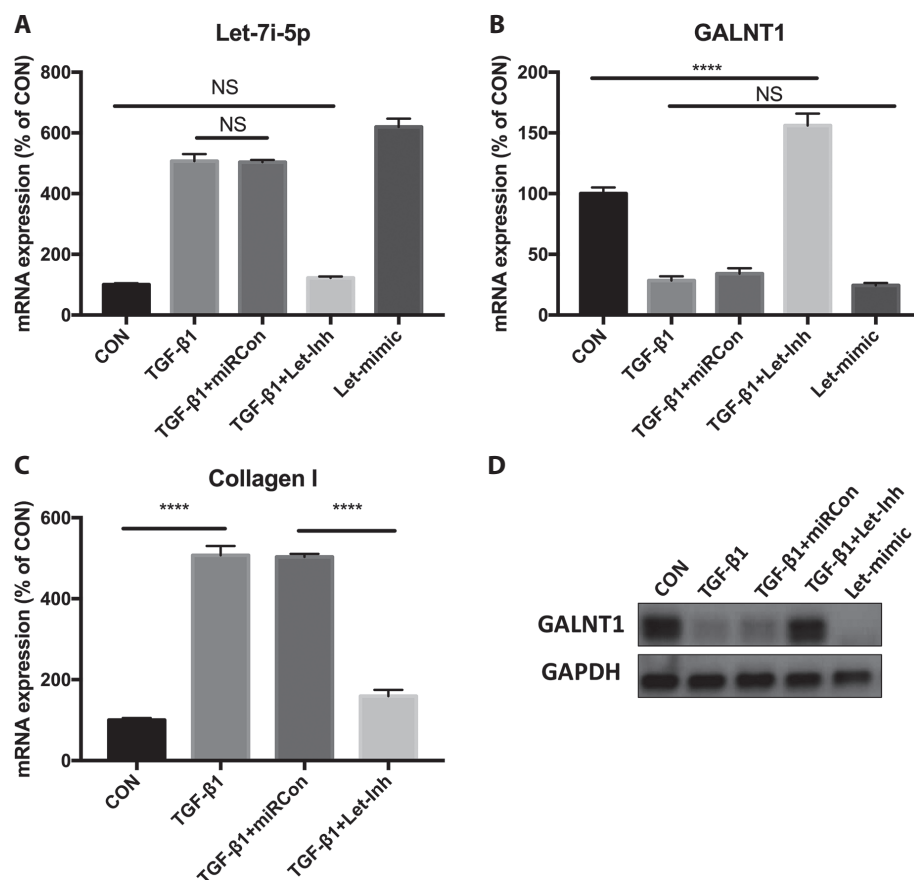 A
Let-7i-5p
mRNA expression (% of CON)
800
600
400
200
0
NS
NS
CON
TGF-β1
TGF-β1+miRCon
TGF-β1+Let-Inh
Let-mimic
B
GALNT1
mRNA expression (% of CON)
200
150
100
50
0
****
NS
CON
TGF-β1
TGF-β1+miRCon
TGF-β1+Let-Inh
Let-mimic
C
Collagen I
mRNA expression (% of CON)
600
400
200
0
**** ****
CON
TGF-β1
TGF-β1+miRCon
TGF-β1+Let-Inh
D
CON
TGF-β1
TGF-β1+miRCon
TGF-β1+Let-Inh
Let-mimic
GALNT1
GAPDH